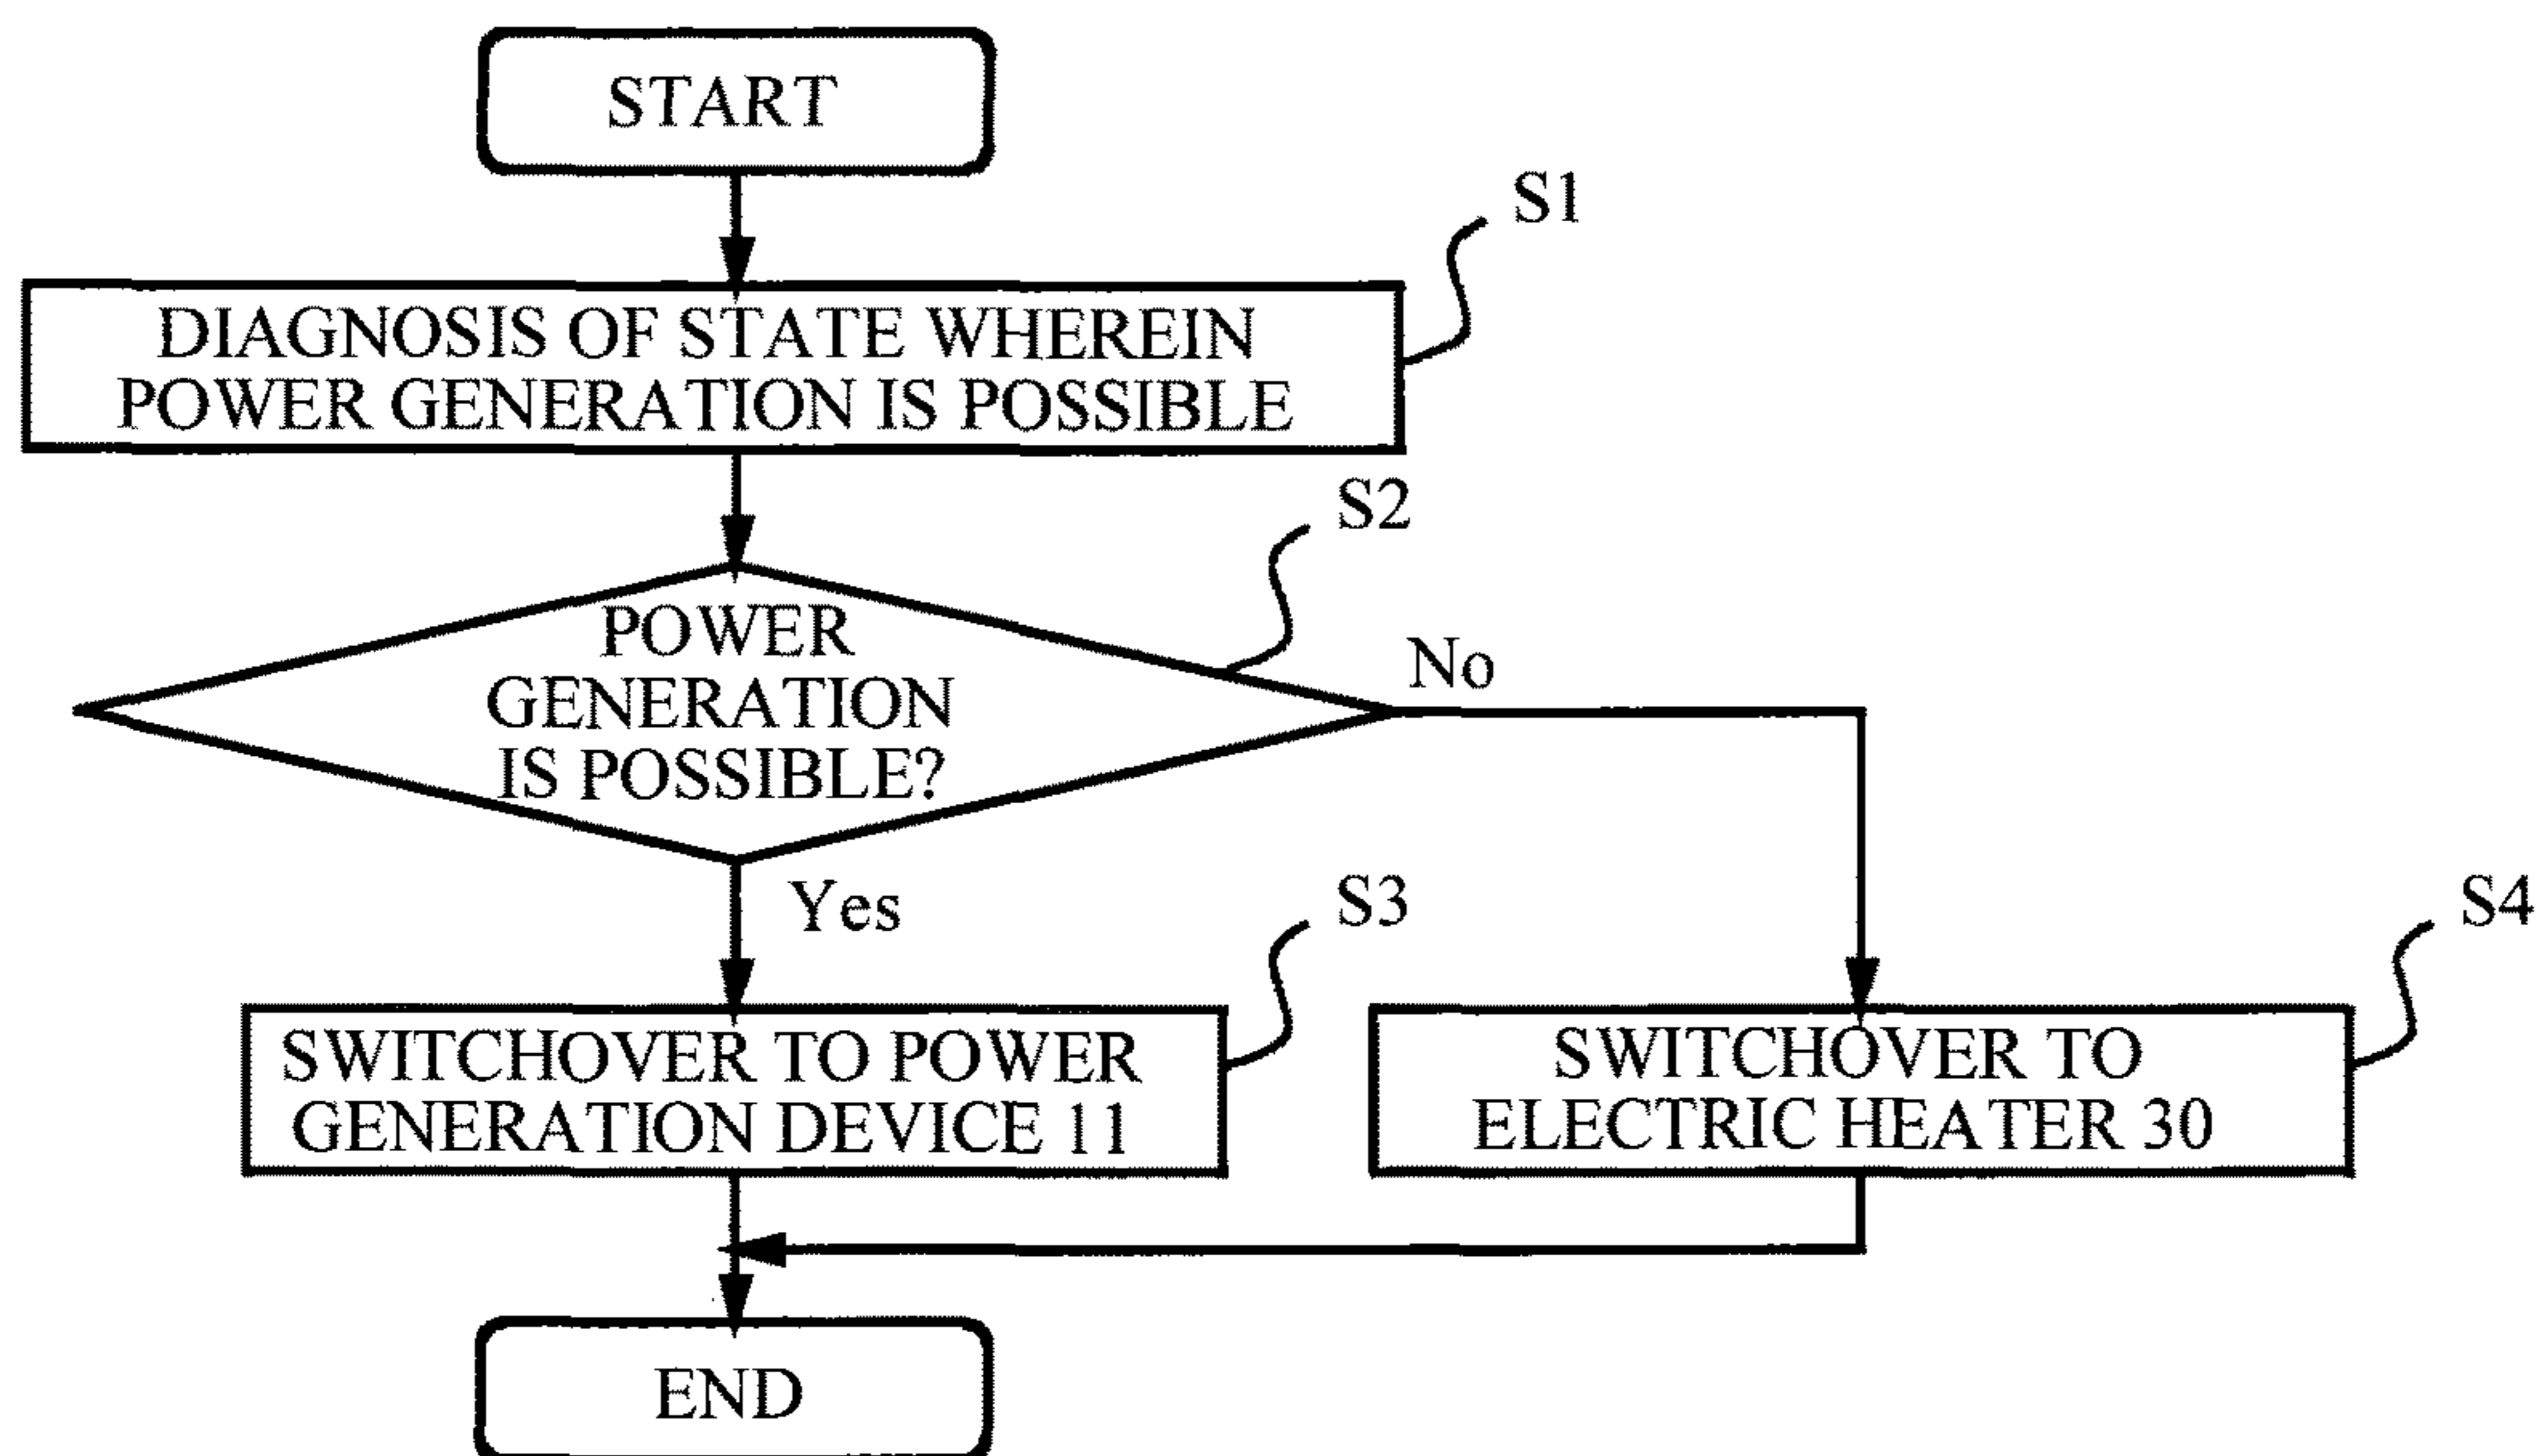 START
S1
DIAGNOSIS OF STATE WHEREIN
POWER GENERATION IS POSSIBLE
S2
POWER
GENERATION
IS POSSIBLE?
No
Yes
S3
SWITCHOVER TO POWER
GENERATION DEVICE 11
S4
SWITCHOVER TO
ELECTRIC HEATER 30
END